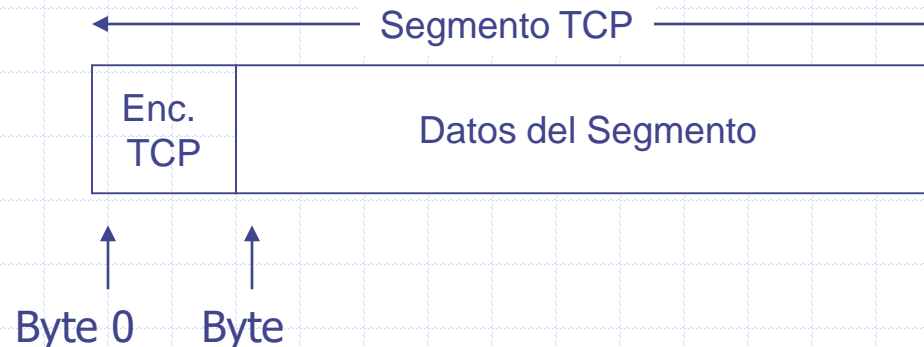 Segmento TCP
Enc.
TCP
Datos del Segmento
Byte 0
Byte